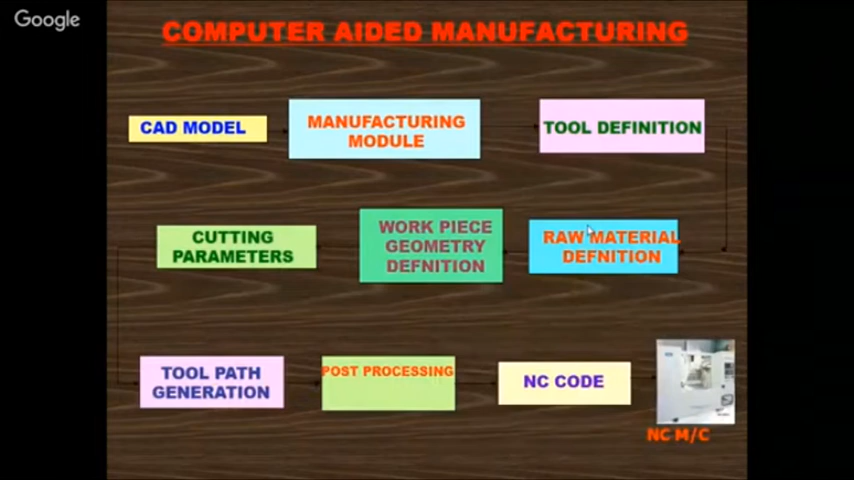 Google
COMPUTER AIDED MANUFACTURING
CAD MODEL
MANUFACTURING
MODULE
TOOL DEFINITION
CUTTING
PARAMETERS
WORK PIECE
GEOMETRY
DEFNITION
RAW MATERIAL
DEFNITION
TOOL PATH
GENERATION
POST PROCESSING
NC CODE
NC M/C